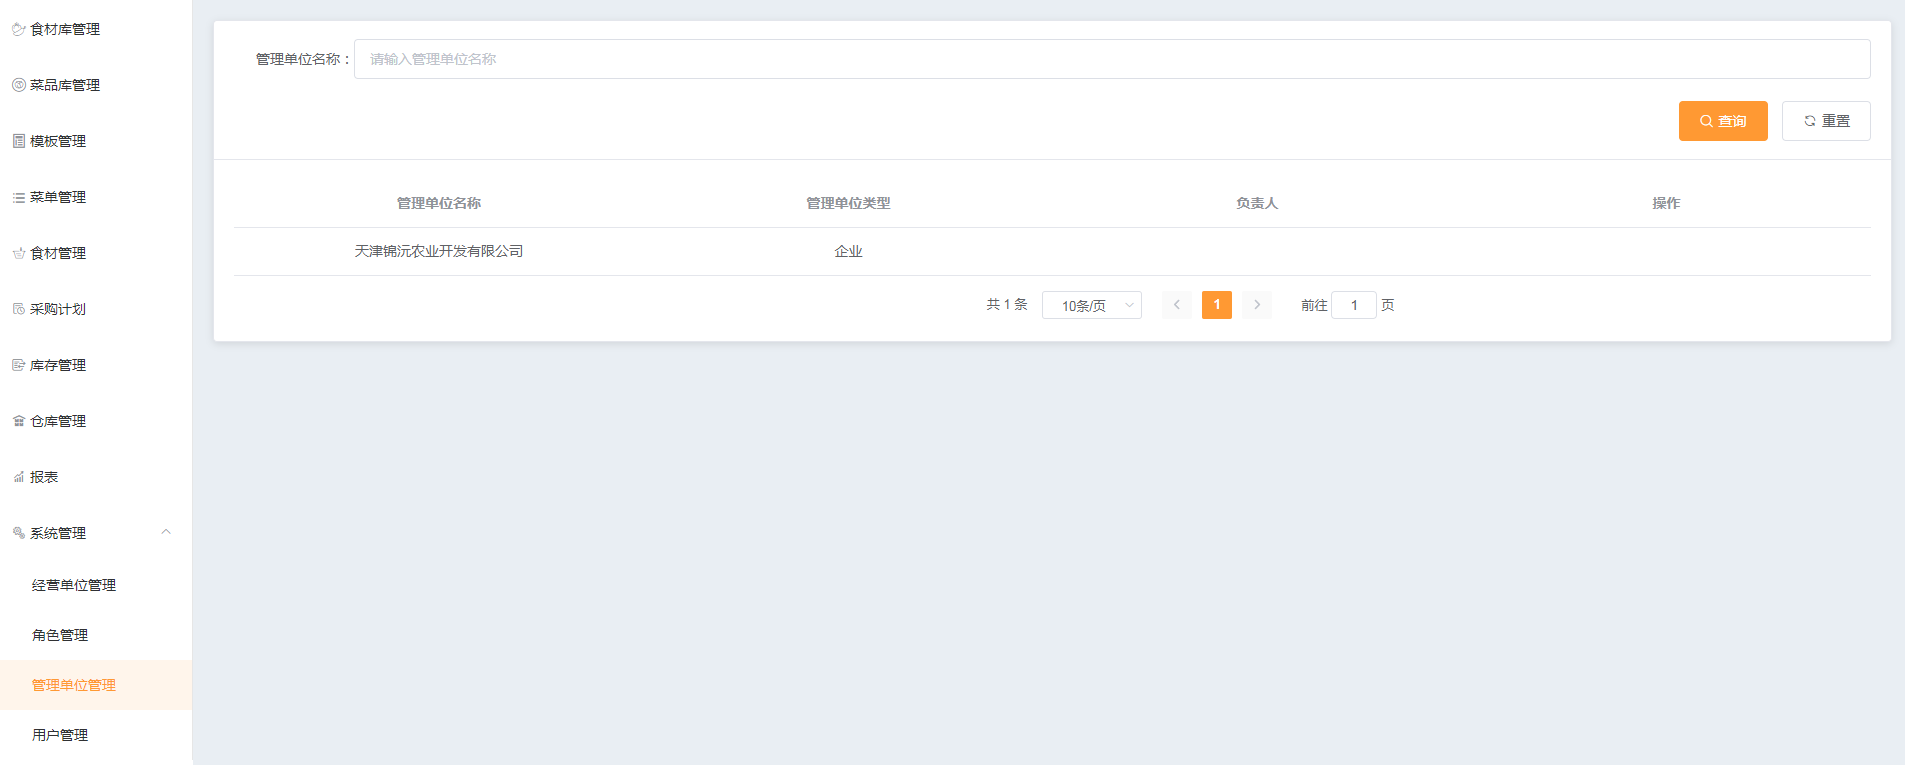 食材库管理
菜品库管理
模板管理
菜单管理
食材管理
采购计划
库存管理
仓库管理
报表
系统管理
经营单位管理
角色管理
管理单位管理
用户管理
管理单位名称： 请输入管理单位名称
查询 重置
管理单位名称 管理单位类型 负责人 操作
天津锦沅农业开发有限公司 企业
共 1 条 10条/页 1 前往 1 页